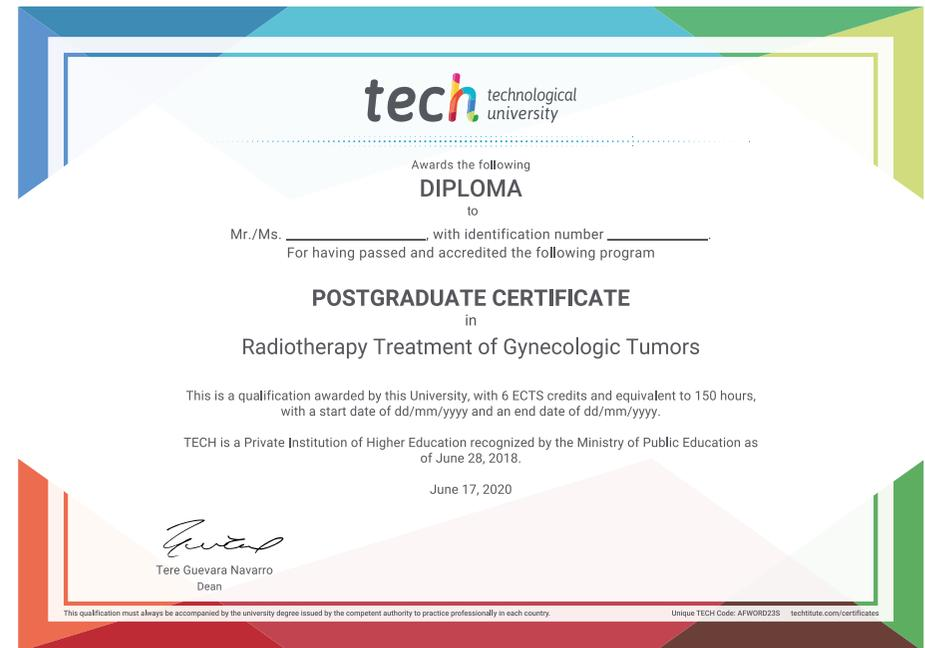 tech technological
university
Awards the following
DIPLOMA
to
Mr./Ms. ________________, with identification number ____________.
For having passed and accredited the following program
POSTGRADUATE CERTIFICATE
in
Radiotherapy Treatment of Gynecologic Tumors
This is a qualification awarded by this University, with 6 ECTS credits and equivalent to 150 hours,
with a start date of dd/mm/yyyy and an end date of dd/mm/yyyy.
TECH is a Private Institution of Higher Education recognized by the Ministry of Public Education as
of June 28, 2018.
June 17, 2020
Tere Guevara Navarro
Dean
This qualification must always be accompanied by the university degree issued by the competent authority to practice professionally in each country.
Unique TECH Code: AFWORD23S techtitute.com/certificates